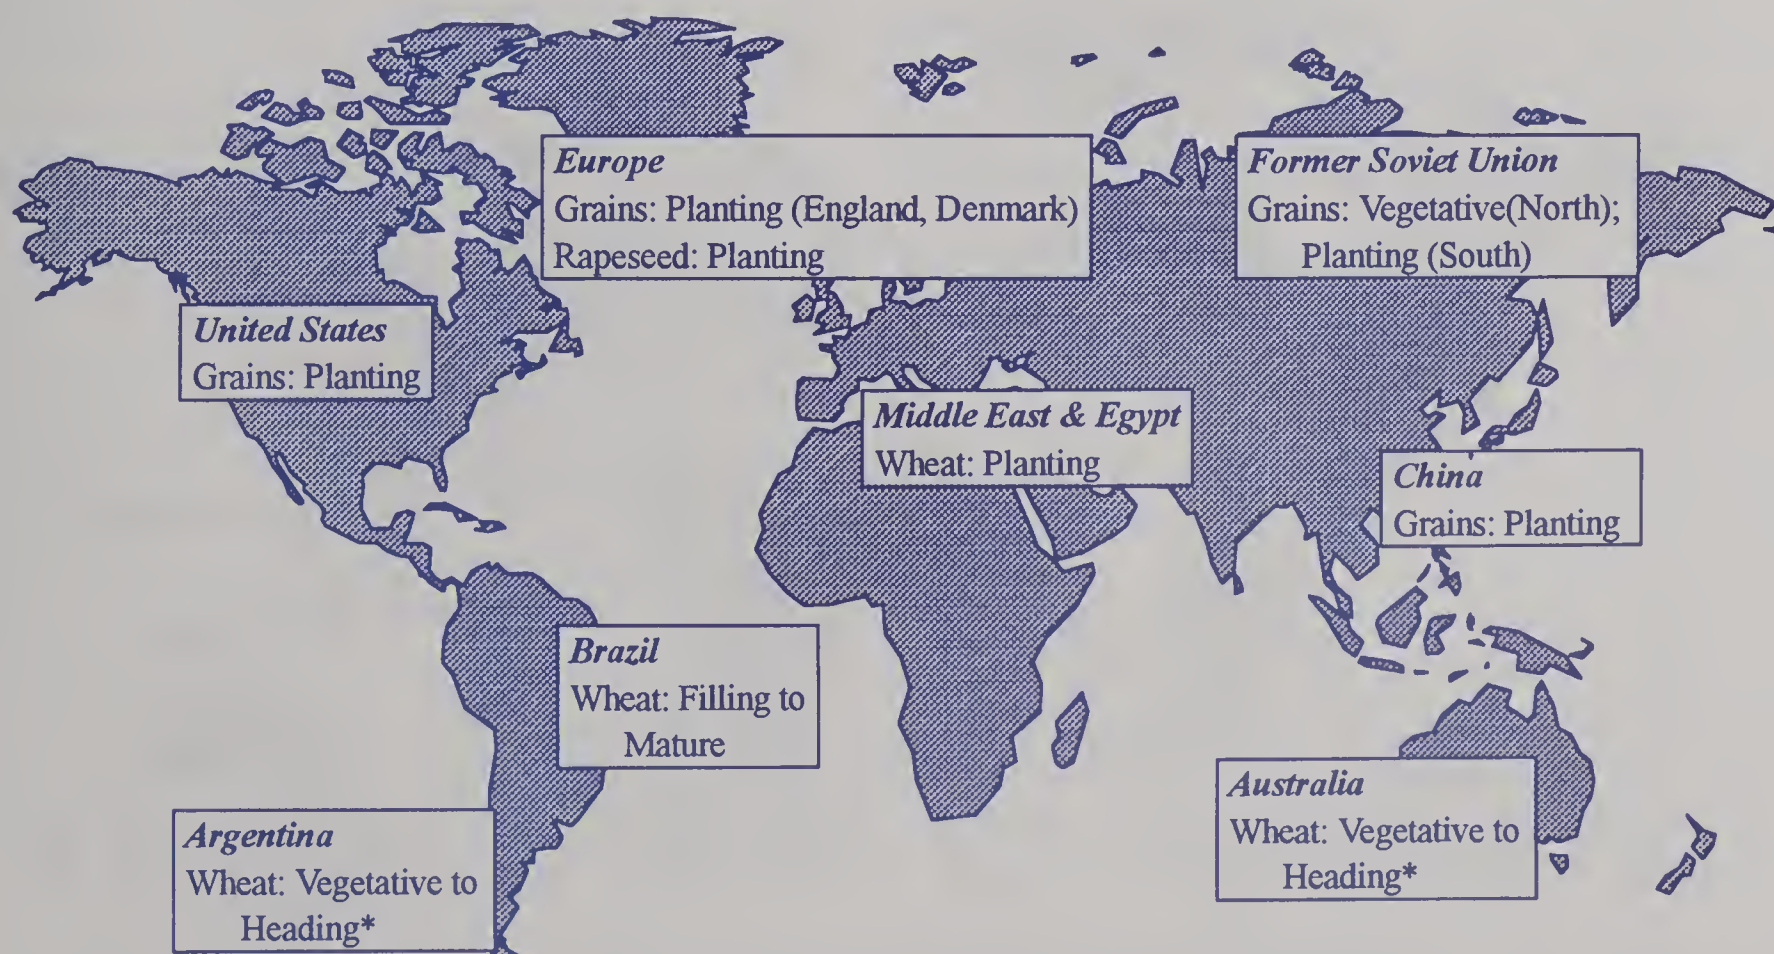 Europe
Grains: Planting (England, Denmark)
Rapeseed: Planting
Former Soviet Union
Grains: Vegetative(North);
Planting (South)
United States
Grains: Planting
Middle East & Egypt
Wheat: Planting
China
Grains: Planting
Brazil
Wheat: Filling to
Mature
Australia
Wheat: Vegetative to
Heading*
Argentina
Wheat: Vegetative to
Heading*